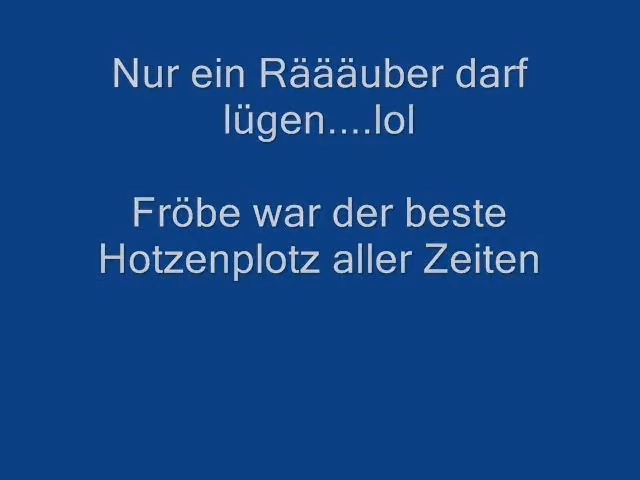 Nur ein Räääuber darf
lügen....lol
Fröbe war der beste
Hotzenplotz aller Zeiten